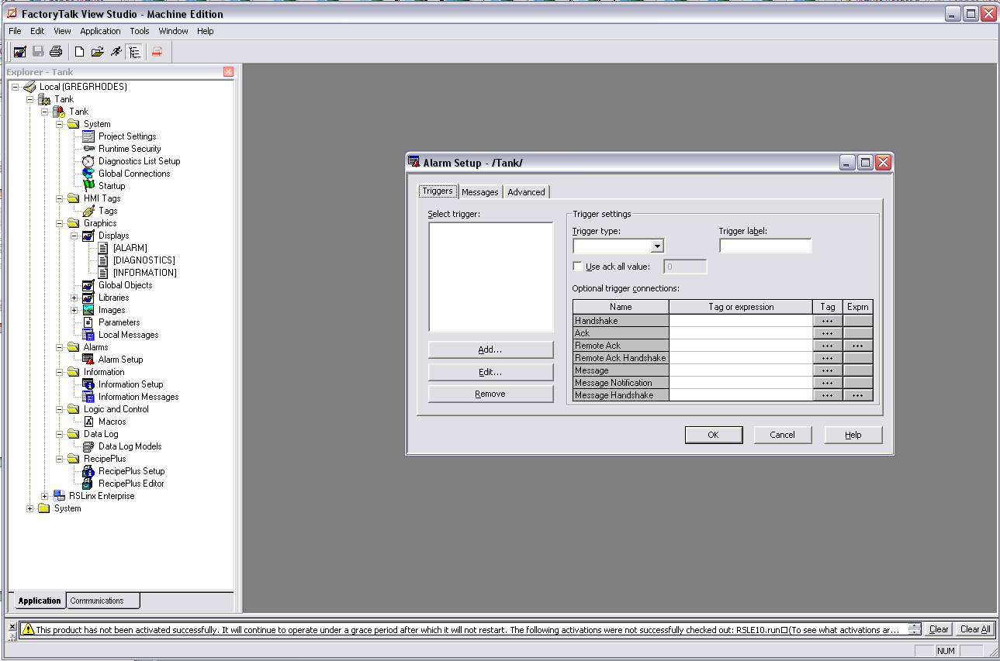 FactoryTalk View Studio - Machine Edition
File Edit View Application Tools Window Help
Explorer - Tank
Local (GREGRHODES)
Tank
Tank
System
Project Settings
Runtime Security
Diagnostics List Setup
Global Connections
Startup
HMI Tags
Tags
Graphics
Displays
[ALARM]
[DIAGNOSTICS]
[INFORMATION]
Global Objects
Libraries
Images
Parameters
Local Messages
Alarms
Alarm Setup
Information
Information Setup
Information Messages
Logic and Control
Macros
Data Log
Data Log Models
RecipePlus
RecipePlus Setup
RecipePlus Editor
RSLinx Enterprise
System
Application Communications
Alarm Setup - /Tank/
Triggers Messages Advanced
Select trigger:
Add...
Edit...
Remove
Trigger settings
Trigger type: Trigger label:
Use ack all value: 0
Optional trigger connections:
Name Tag or expression Tag Exprn
Handshake ...
Ack ...
Remote Ack ... ...
Remote Ack Handshake ...
Message ...
Message Notification ...
Message Handshake ... ...
OK Cancel Help
This product has not been activated successfully. It will continue to operate under a grace period after which it will not restart. The following activations were not successfully checked out: RSLE10.run□(To see what activations ar... Clear Clear All
NUM